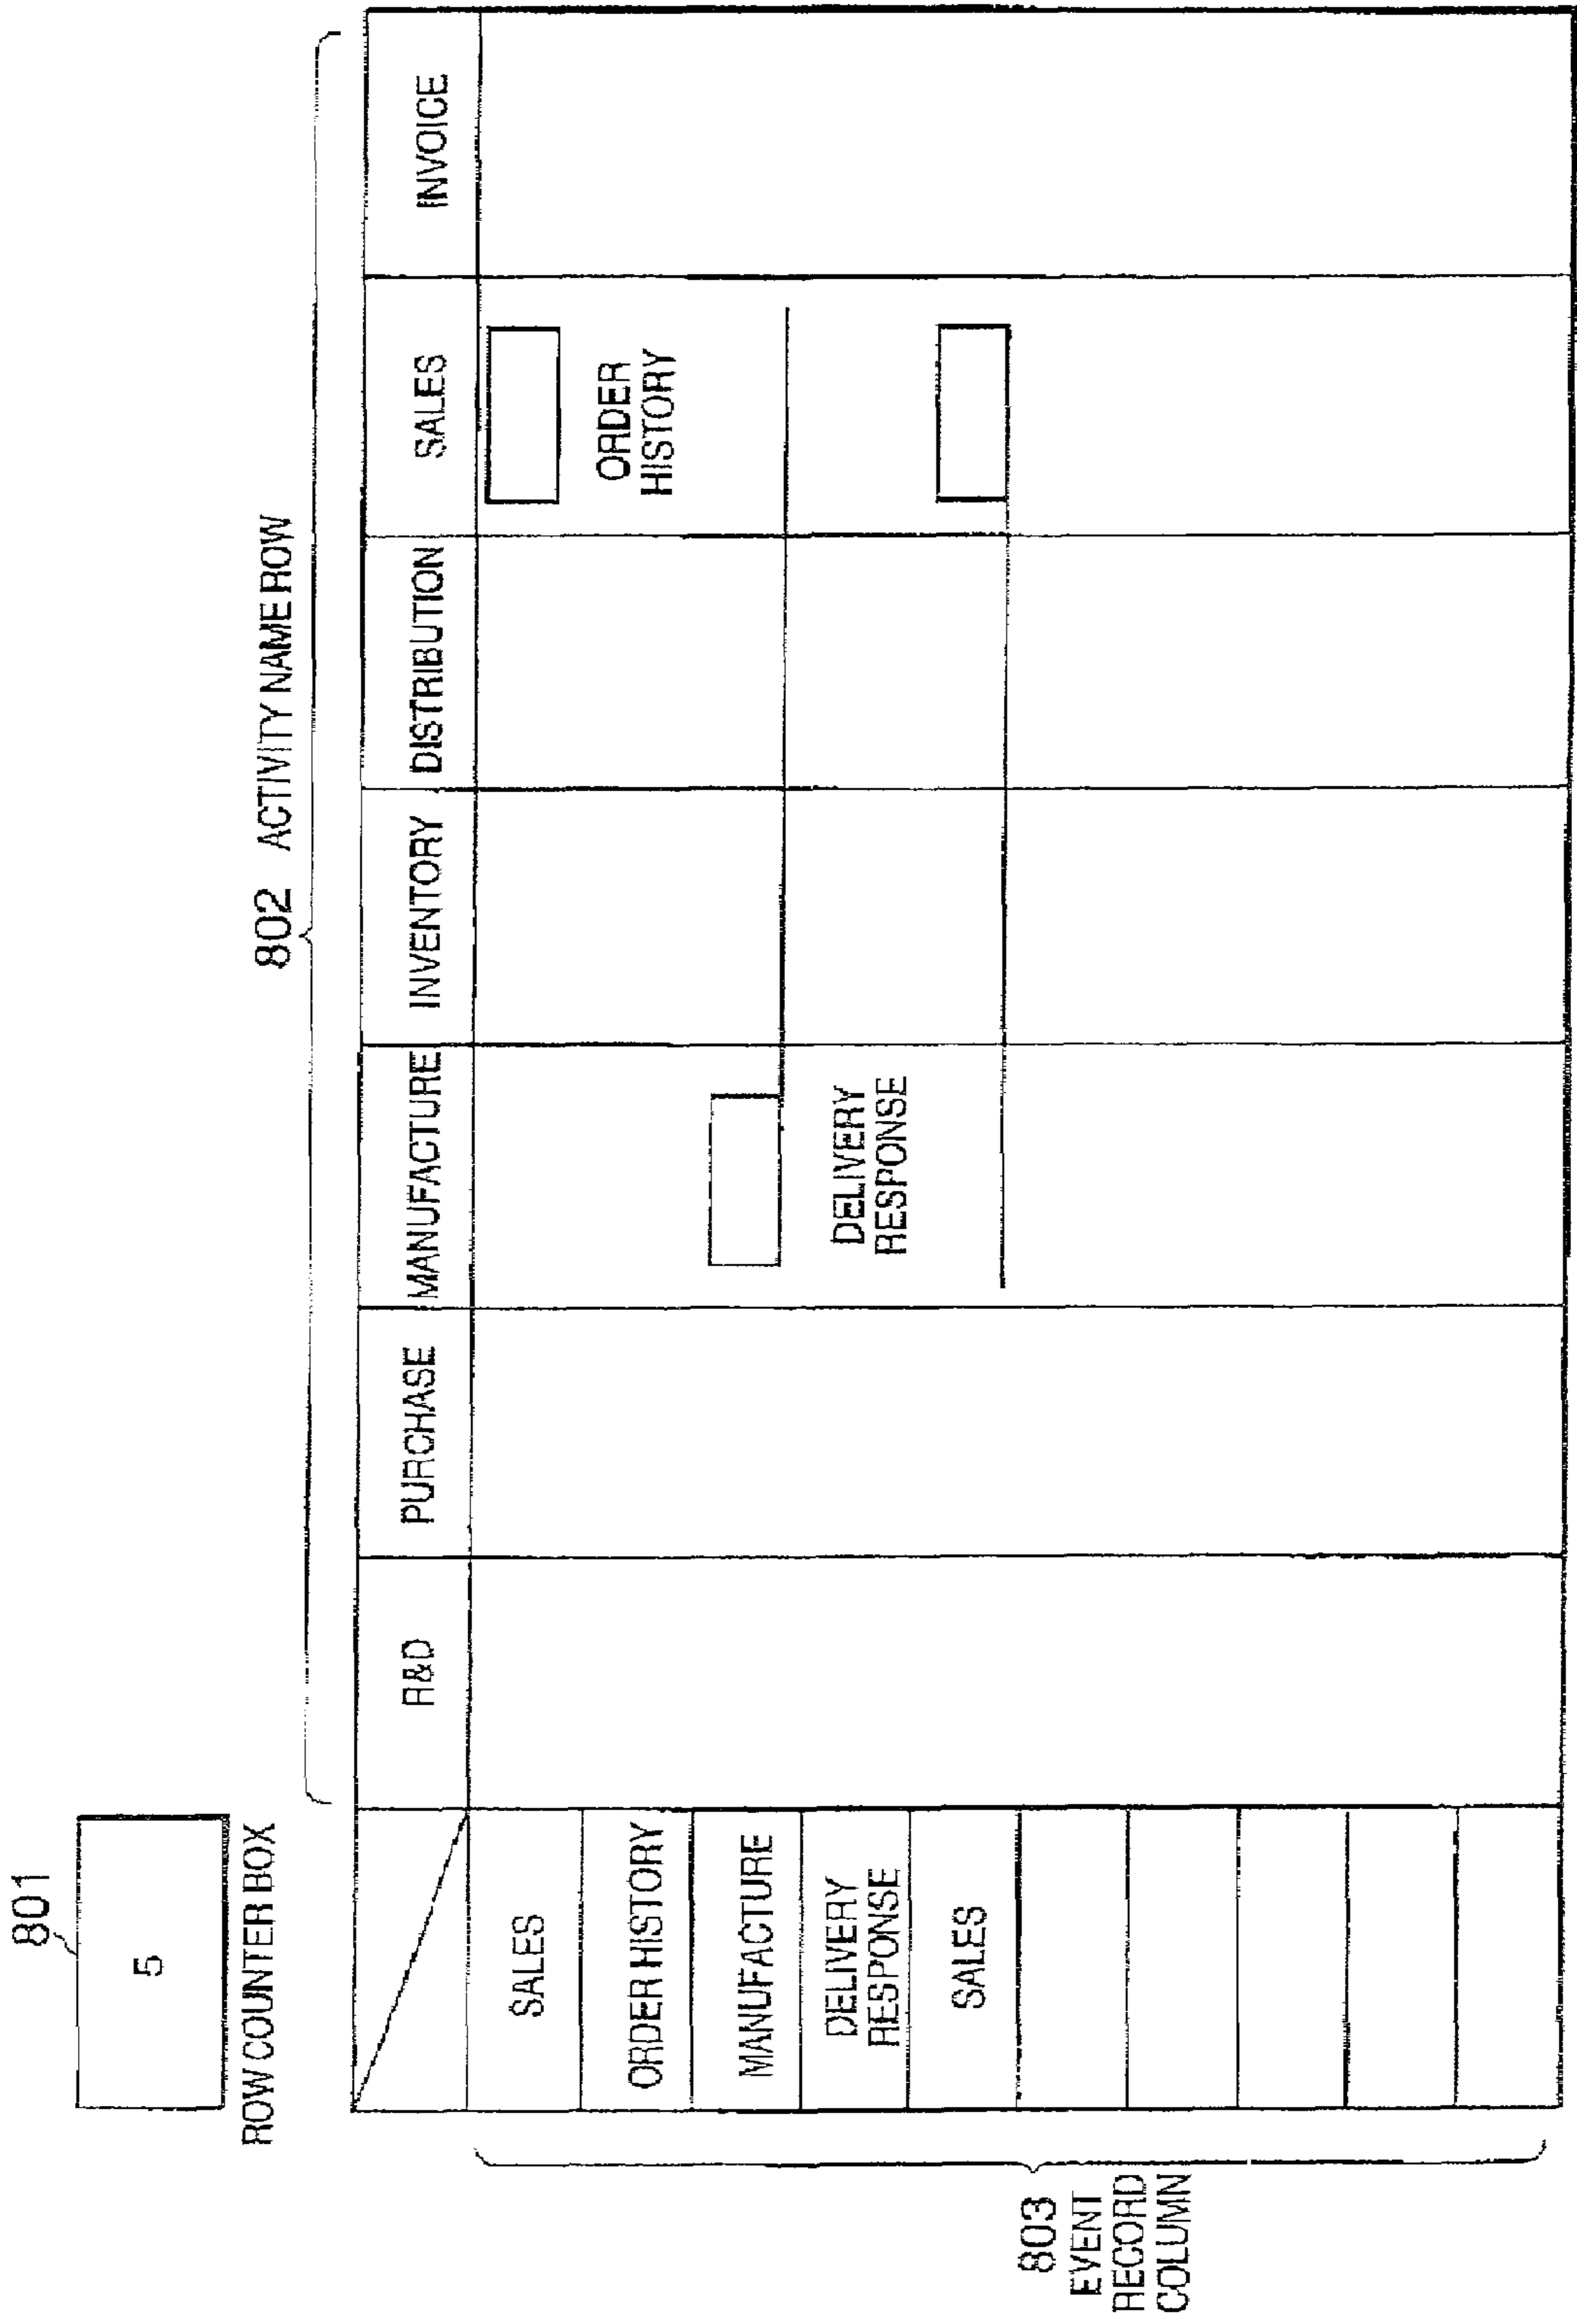 801
5
ROW COUNTER BOX
802 ACTIVITY NAME ROW
R&D
PURCHASE
MANUFACTURE
INVENTORY
DISTRIBUTION
SALES
INVOICE
SALES
ORDER HISTORY
MANUFACTURE
DELIVERY
RESPONSE
SALES
ORDER
HISTORY
DELIVERY
RESPONSE
803
EVENT
RECORD
COLUMN